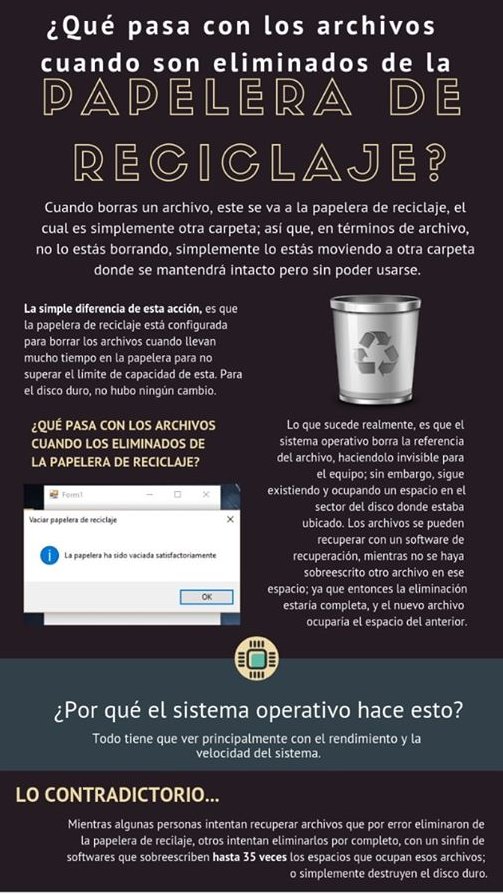 ¿Qué pasa con los archivos
cuando son eliminados de la
PAPELERA DE
RECICLAJE?
Cuando borras un archivo, este se va a la papelera de reciclaje, el
cual es simplemente otra carpeta; así que, en términos de archivo,
no lo estás borrando, simplemente lo estás moviendo a otra carpeta
donde se mantendrá intacto pero sin poder usarse.
La simple diferencia de esta acción, es que
la papelera de reciclaje está configurada
para borrar los archivos cuando llevan
mucho tiempo en la papelera para no
superar el límite de capacidad de esta. Para
el disco duro, no hubo ningún cambio.
¿QUÉ PASA CON LOS ARCHIVOS
CUANDO LOS ELIMINADOS DE
LA PAPELERA DE RECICLAJE?
Form1
Vaciar papelera de reciclaje
La papelera ha sido vaciada satisfactoriamente
OK
Lo que sucede realmente, es que el
sistema operativo borra la referencia
del archivo, haciendolo invisible para
el equipo; sin embargo, sigue
existiendo y ocupando un espacio en el
sector del disco donde estaba
ubicado. Los archivos se pueden
recuperar con un software de
recuperación, mientras no se haya
sobreescrito otro archivo en ese
espacio; ya que entonces la eliminación
estaría completa, y el nuevo archivo
ocuparía el espacio del anterior.
¿Por qué el sistema operativo hace esto?
Todo tiene que ver principalmente con el rendimiento y la
velocidad del sistema.
LO CONTRADICTORIO...
Mientras algunas personas intentan recuperar archivos que por error eliminaron de
la papelera de recilaje, otros intentan eliminarlos por completo, con un sinfin de
softwares que sobreescriben hasta 35 veces los espacios que ocupan esos archivos;
o simplemente destruyen el disco duro.